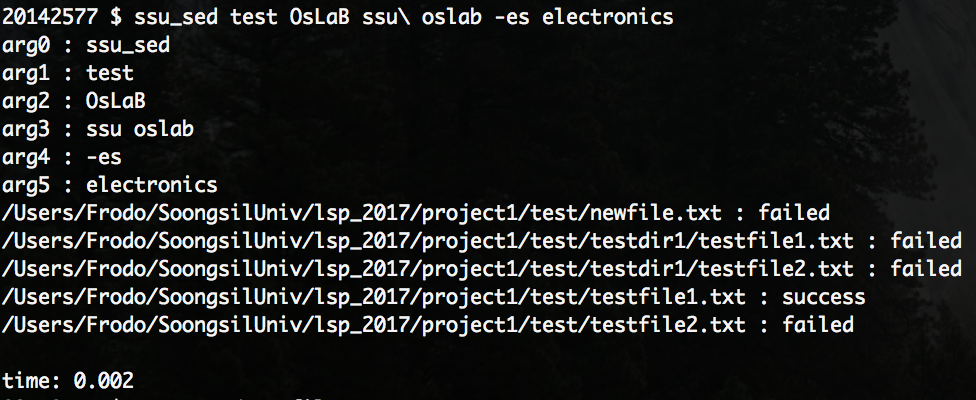 20142577 $ ssu_sed test OsLaB ssu\ oslab -es electronics
arg0 : ssu_sed
arg1 : test
arg2 : OsLaB
arg3 : ssu oslab
arg4 : -es
arg5 : electronics
/Users/Frodo/SoongsilUniv/lsp_2017/project1/test/newfile.txt : failed
/Users/Frodo/SoongsilUniv/lsp_2017/project1/test/testdir1/testfile1.txt : failed
/Users/Frodo/SoongsilUniv/lsp_2017/project1/test/testdir1/testfile2.txt : failed
/Users/Frodo/SoongsilUniv/lsp_2017/project1/test/testfile1.txt : success
/Users/Frodo/SoongsilUniv/lsp_2017/project1/test/testfile2.txt : failed
time: 0.002